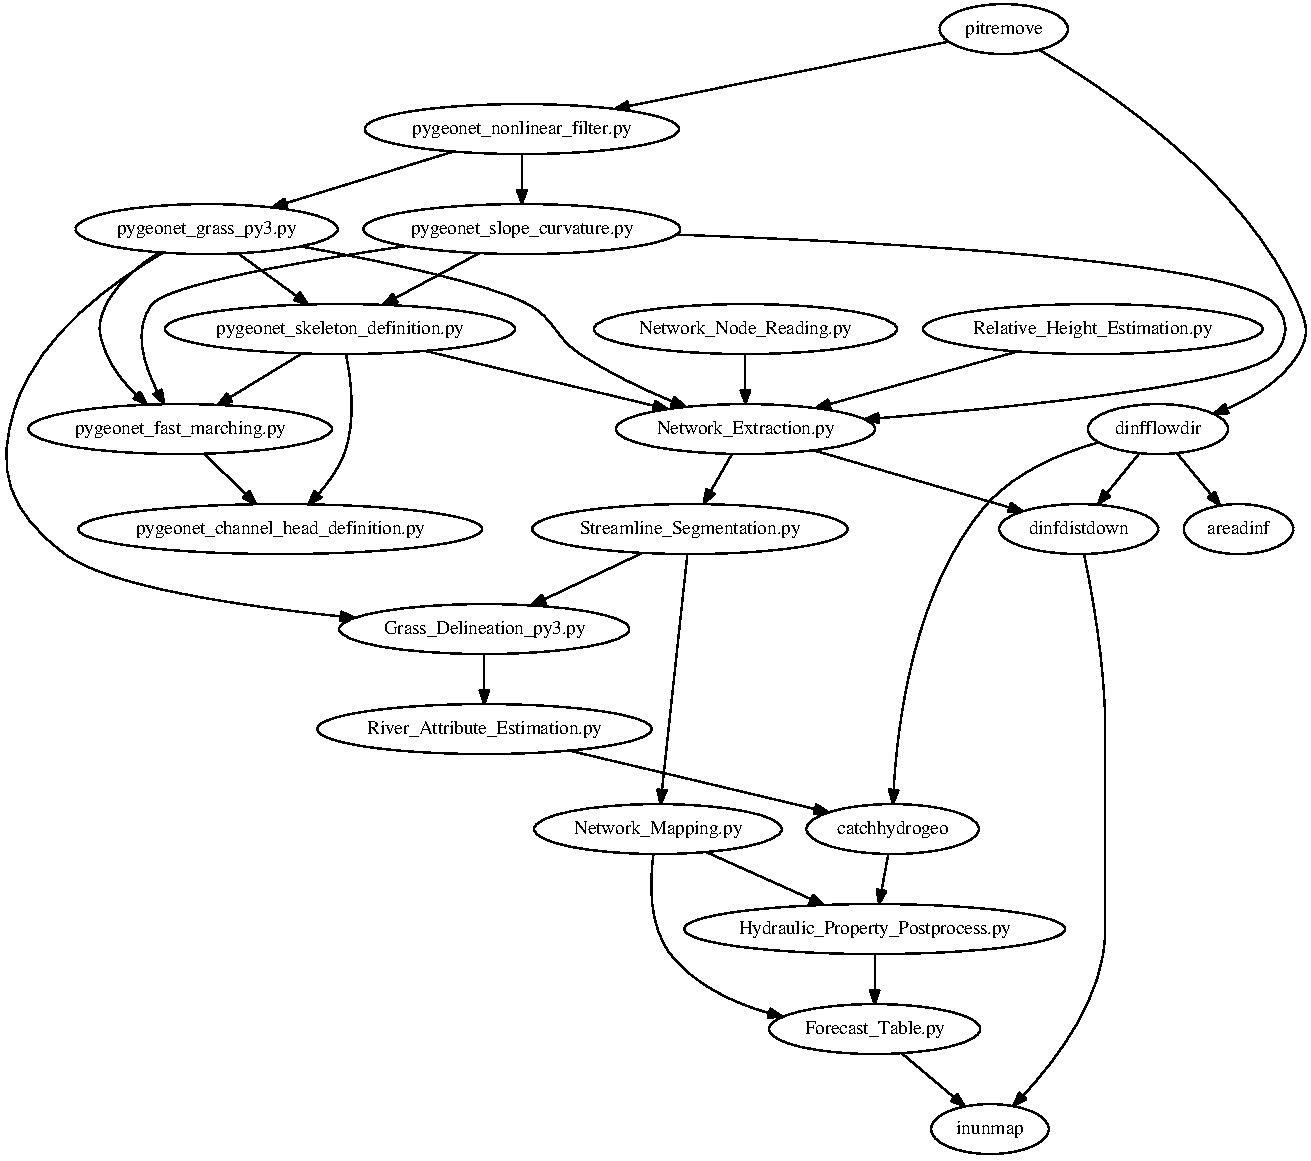 pitremove
pygeonet_nonlinear_filter.py
pygeonet_grass_py3.py
pygeonet_slope_curvature.py
pygeonet_skeleton_definition.py
Network_Node_Reading.py
Relative_Height_Estimation.py
pygeonet_fast_marching.py
Network_Extraction.py
dinfflowdir
pygeonet_channel_head_definition.py
Streamline_Segmentation.py
dinfdistdown
areadinf
Grass_Delineation_py3.py
River_Attribute_Estimation.py
Network_Mapping.py
catchhydrogeo
Hydraulic_Property_Postprocess.py
Forecast_Table.py
inunmap